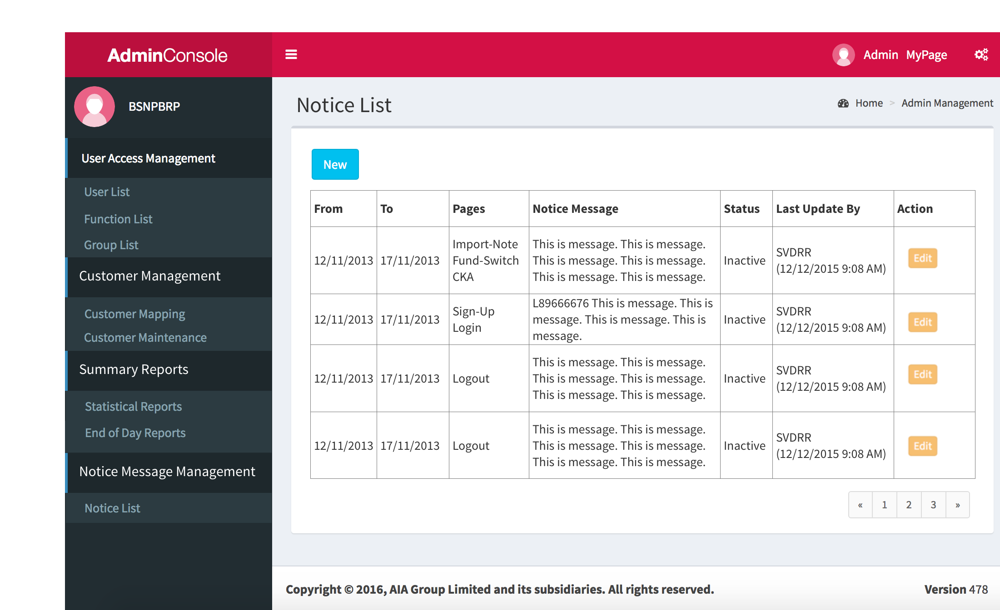 AdminConsole
Admin MyPage
BSNPBRP
User Access Management
User List
Function List
Group List
Customer Management
Customer Mapping
Customer Maintenance
Summary Reports
Statistical Reports
End of Day Reports
Notice Message Management
Notice List
Notice List
Home > Admin Management
New
From To Pages Notice Message Status Last Update By Action
12/11/2013 17/11/2013
Import-Note
Fund-Switch
CKA
This is message. This is message.
This is message. This is message.
This is message. This is message.
Inactive
SVDRR
(12/12/2015 9:08 AM)
Edit
12/11/2013 17/11/2013
Sign-Up
Login
L89666676 This is message. This is
message. This is message. This is
message.
Inactive
SVDRR
(12/12/2015 9:08 AM)
Edit
12/11/2013 17/11/2013
Logout
This is message. This is message.
This is message. This is message.
This is message. This is message.
Inactive
SVDRR
(12/12/2015 9:08 AM)
Edit
12/11/2013 17/11/2013
Logout
This is message. This is message.
This is message. This is message.
This is message. This is message.
Inactive
SVDRR
(12/12/2015 9:08 AM)
Edit
« 1 2 3 »
Copyright © 2016, AIA Group Limited and its subsidiaries. All rights reserved.
Version 478